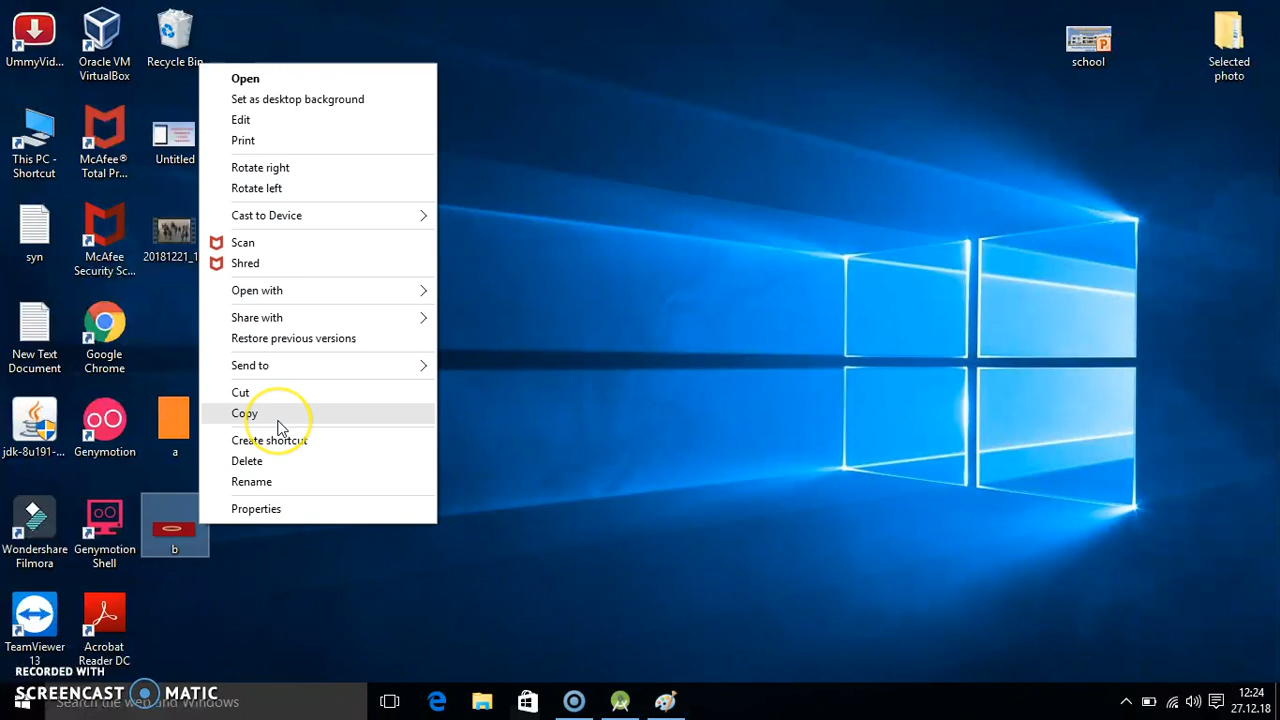 UmmyVid...
Oracle VM
VirtualBox
Recycle Bin
This PC -
Shortcut
McAfee®
Total Pr...
Untitled
syn
McAfee
Security Sc...
20181221_1
New Text
Document
Google
Chrome
jdk-8u191-...
Genymotion
a
Wondershare
Filmora
Genymotion
Shell
b
TeamViewer
13
Acrobat
Reader DC
Open
Set as desktop background
Edit
Print
Rotate right
Rotate left
Cast to Device
Scan
Shred
Open with
Share with
Restore previous versions
Send to
Cut
Copy
Create shortcut
Delete
Rename
Properties
school
Selected
photo
RECORDED WITH
SCREENCAST MATIC
Search the web and Windows
12:24
27.12.18